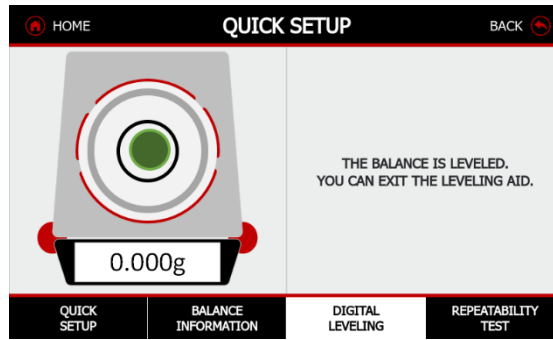 HOME
QUICK SETUP
BACK
THE BALANCE IS LEVELED.
YOU CAN EXIT THE LEVELING AID.
0.000g
QUICK
SETUP
BALANCE
INFORMATION
DIGITAL
LEVELING
REPEATABILITY
TEST